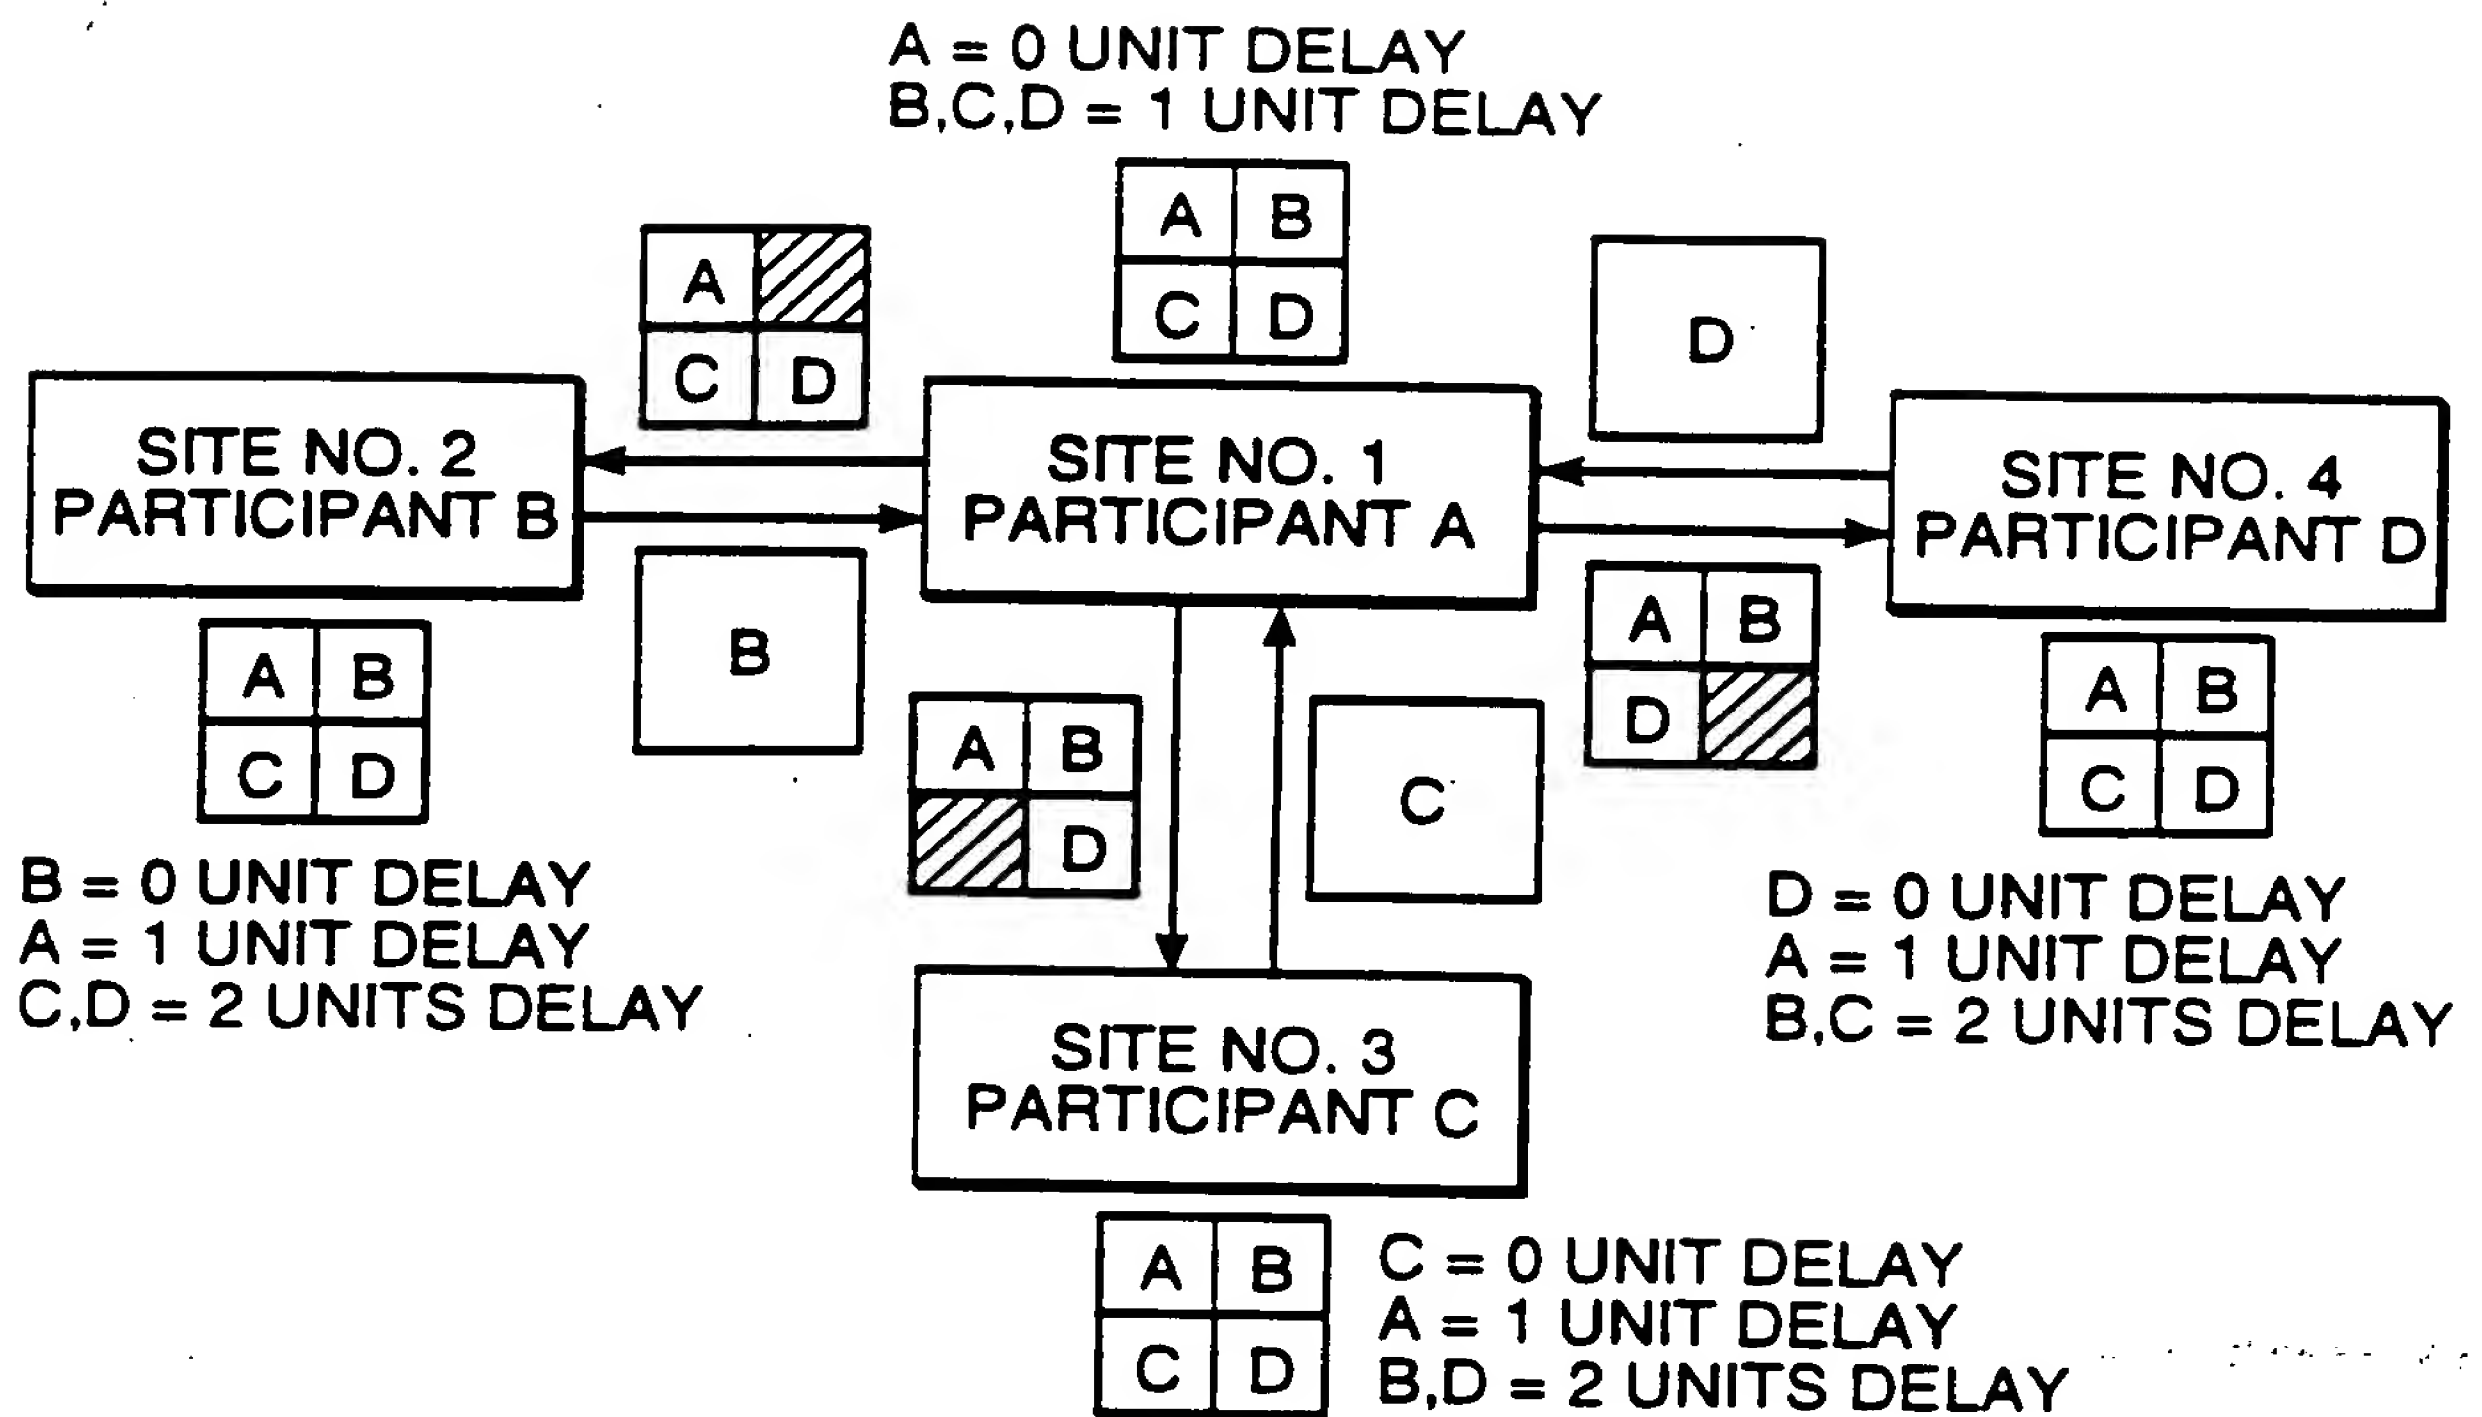 A = 0 UNIT DELAY
B,C,D = 1 UNIT DELAY
A B
C D
A
C D
D
SITE NO. 2
PARTICIPANT B
SITE NO. 1
PARTICIPANT A
SITE NO. 4
PARTICIPANT D
A B
C D
B
A B
D
C
A B
D
A B
C D
B = 0 UNIT DELAY
A = 1 UNIT DELAY
C,D = 2 UNITS DELAY
D = 0 UNIT DELAY
A = 1 UNIT DELAY
B,C = 2 UNITS DELAY
SITE NO. 3
PARTICIPANT C
A B
C D
C = 0 UNIT DELAY
A = 1 UNIT DELAY
B,D = 2 UNITS DELAY